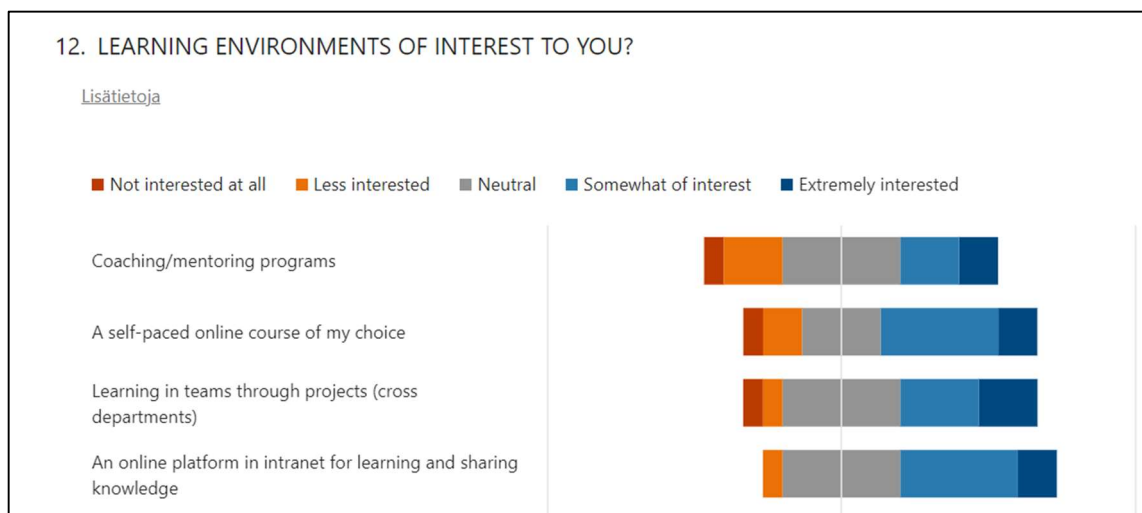 12. LEARNING ENVIRONMENTS OF INTEREST TO YOU?
Lisätietoja
Not interested at all Less interested Neutral Somewhat of interest Extremely interested
Coaching/mentoring programs
A self-paced online course of my choice
Learning in teams through projects (cross
departments)
An online platform in intranet for learning and sharing
knowledge